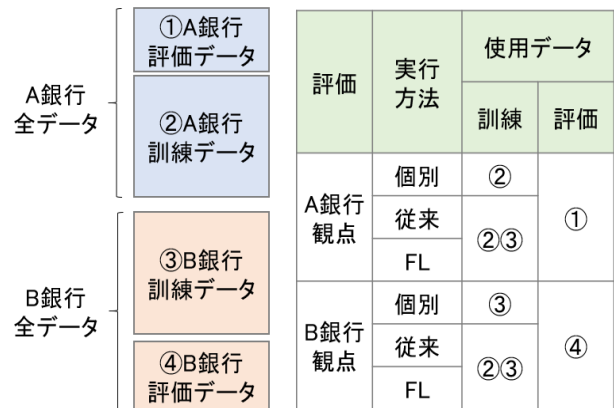 ①A銀行
評価データ
A銀行
全データ
②A銀行
訓練データ
③B銀行
訓練データ
B銀行
全データ
④B銀行
評価データ
評価
実行
方法
使用データ
訓練
評価
A銀行
観点
個別
②
①
従来
②③
FL
B銀行
観点
個別
③
④
従来
②③
FL